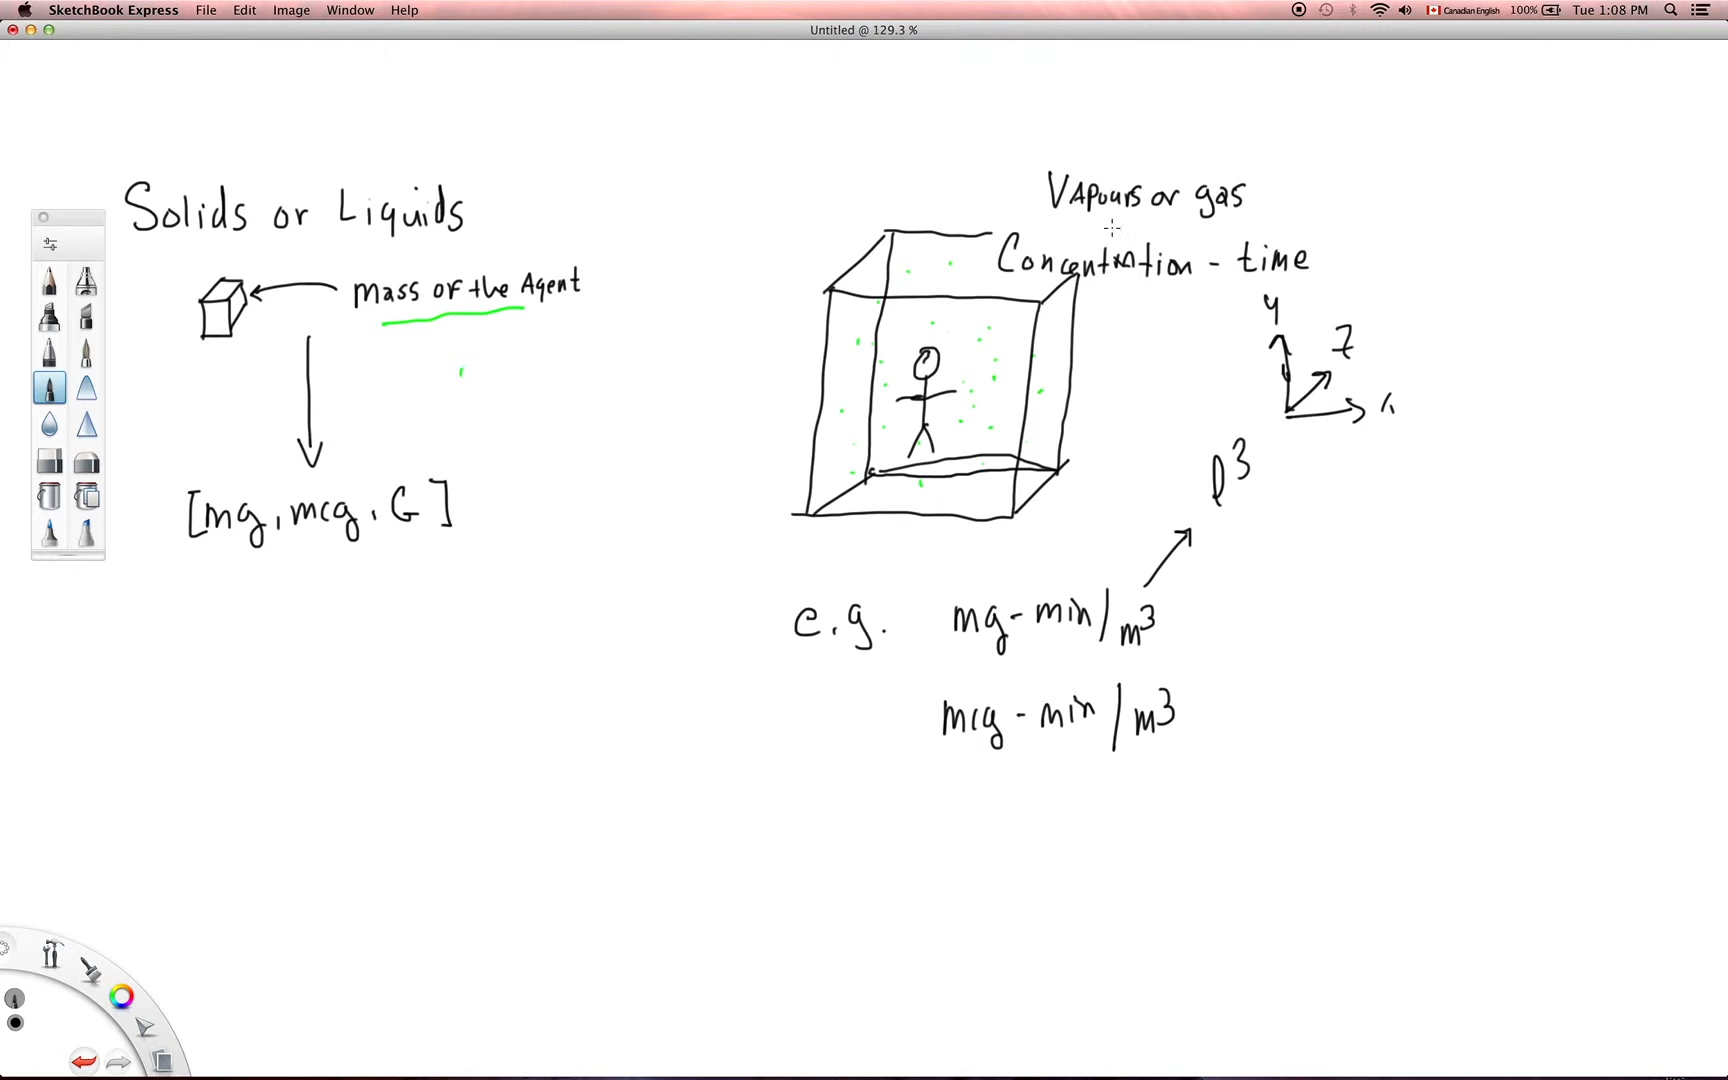 SketchBook Express File Edit Image Window Help Canadian English 100% Tue 1:08 PM
Untitled @ 129.3 %
Solids or Liquids
mass of the Agent
[mg, mcg, G]
Vapours or gas
Concentration - time
y
z
l³
e.g. mg-min/m³
mcg-min/m³